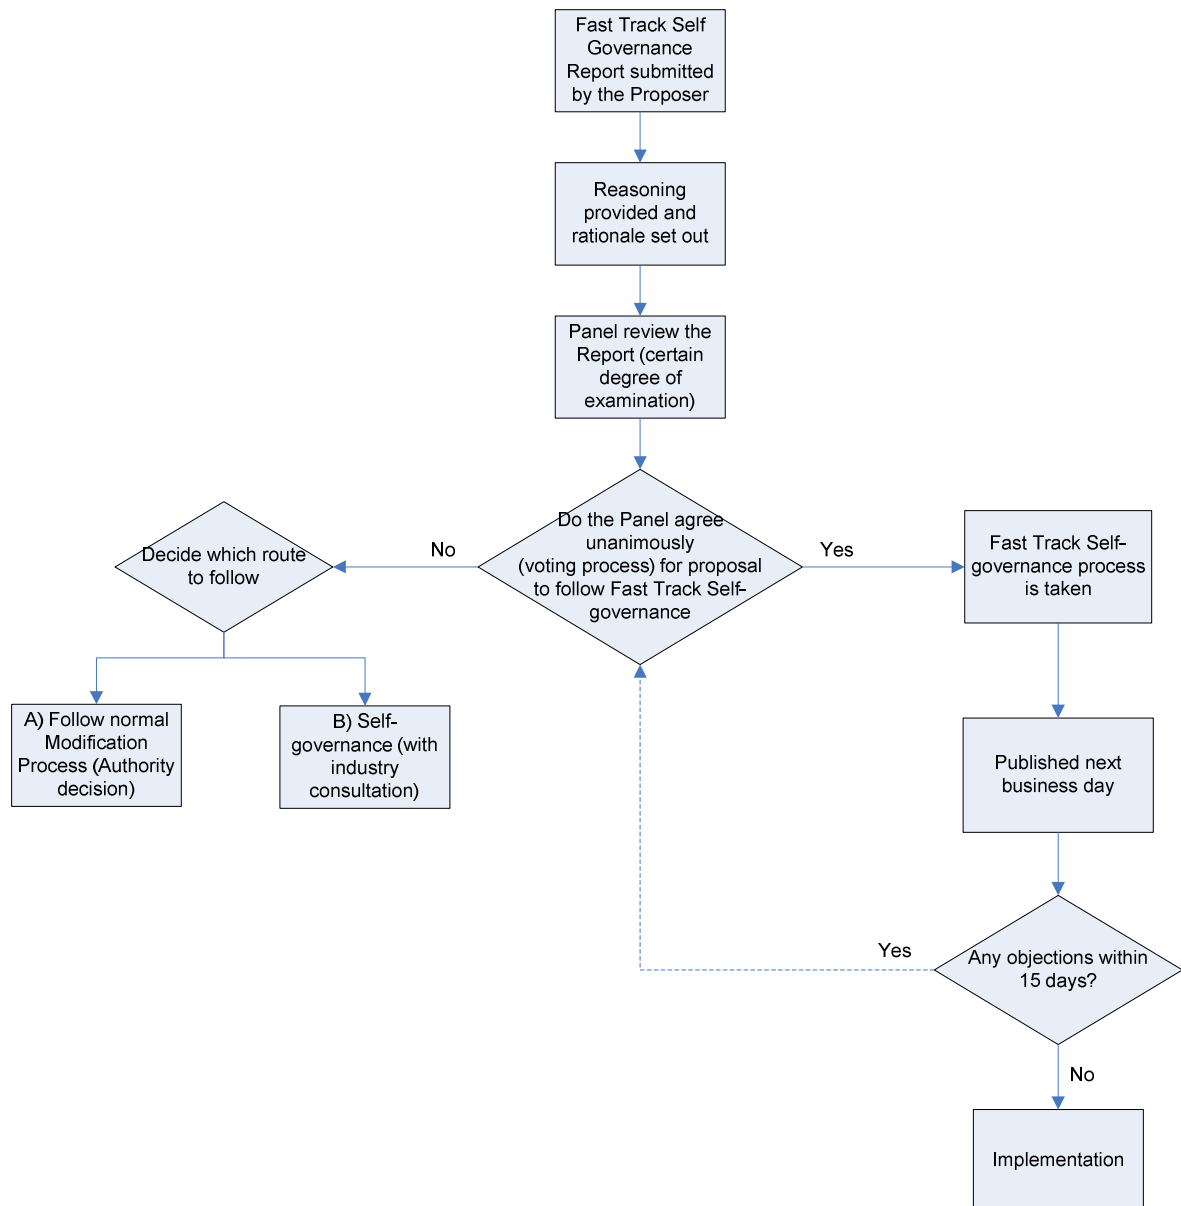 Fast Track Self
Governance
Report submitted
by the Proposer
Reasoning
provided and
rationale set out
Panel review the
Report (certain
degree of
examination)
Do the Panel agree
unanimously
(voting process) for proposal
to follow Fast Track Self-
governance
No
Yes
Decide which route
to follow
Fast Track Self-
governance process
is taken
A) Follow normal
Modification
Process (Authority
decision)
B) Self-
governance (with
industry
consultation)
Published next
business day
Yes
Any objections within
15 days?
No
Implementation